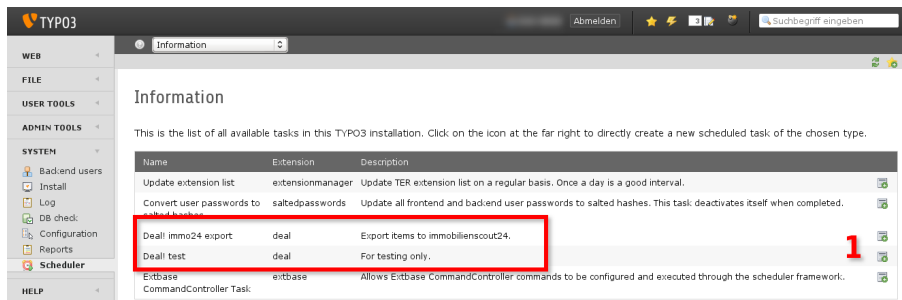 TYPO3
Abmelden
3
Suchbegriff eingeben
Information
WEB
FILE
USER TOOLS
ADMIN TOOLS
SYSTEM
Backend users
Install
Log
DB check
Configuration
Reports
Scheduler
HELP
Information
This is the list of all available tasks in this TYPO3 installation. Click on the icon at the far right to directly create a new scheduled task of the chosen type.
Name Extension Description
Update extension list extensionmanager Update TER extension list on a regular basis. Once a day is a good interval.
Convert user passwords to saltedpasswords Update all frontend and backend user passwords to salted hashes. This task deactivates itself when completed.
salted hashes
Deal! immo24 export deal Export items to immobilienscout24.
Deal! test deal For testing only.
1
Extbase extbase Allows Extbase CommandController commands to be configured and executed through the scheduler framework.
CommandController Task